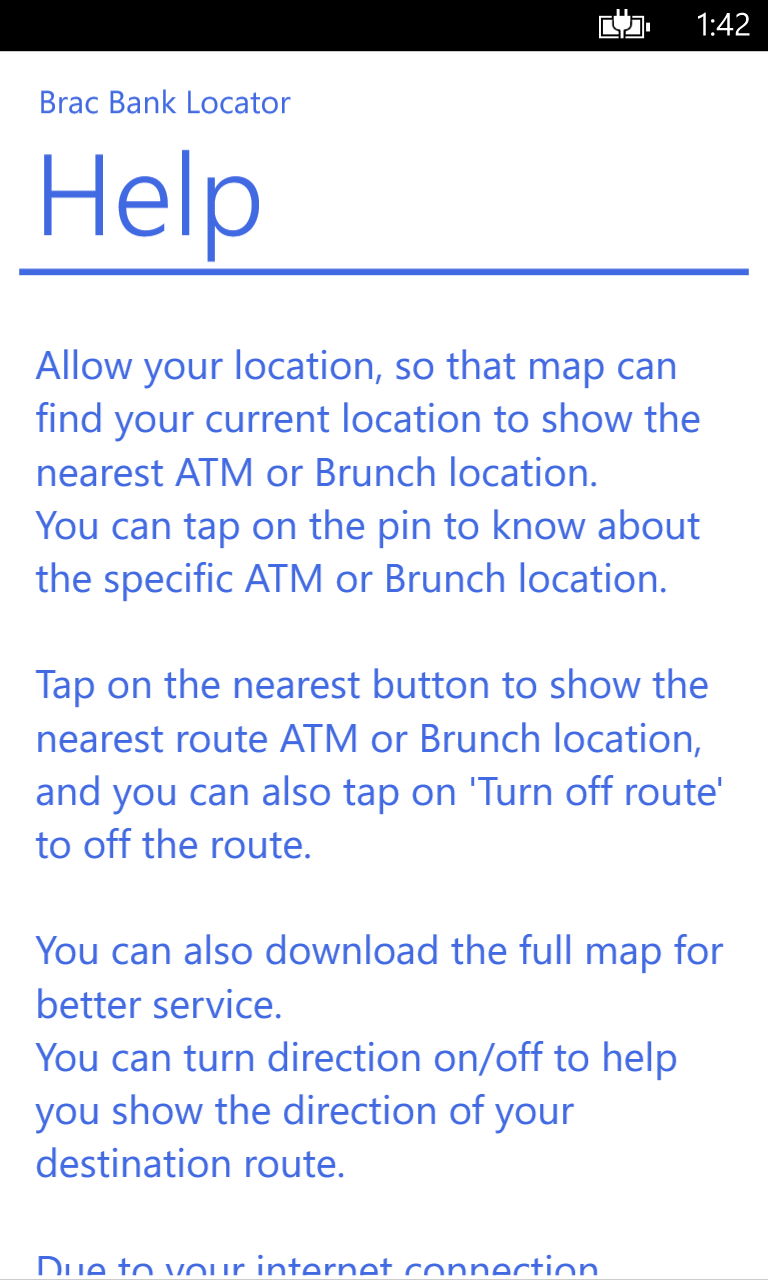 1:42
Brac Bank Locator
Help
Allow your location, so that map can
find your current location to show the
nearest ATM or Brunch location.
You can tap on the pin to know about
the specific ATM or Brunch location.
Tap on the nearest button to show the
nearest route ATM or Brunch location,
and you can also tap on 'Turn off route'
to off the route.
You can also download the full map for
better service.
You can turn direction on/off to help
you show the direction of your
destination route.
Due to your internet connection